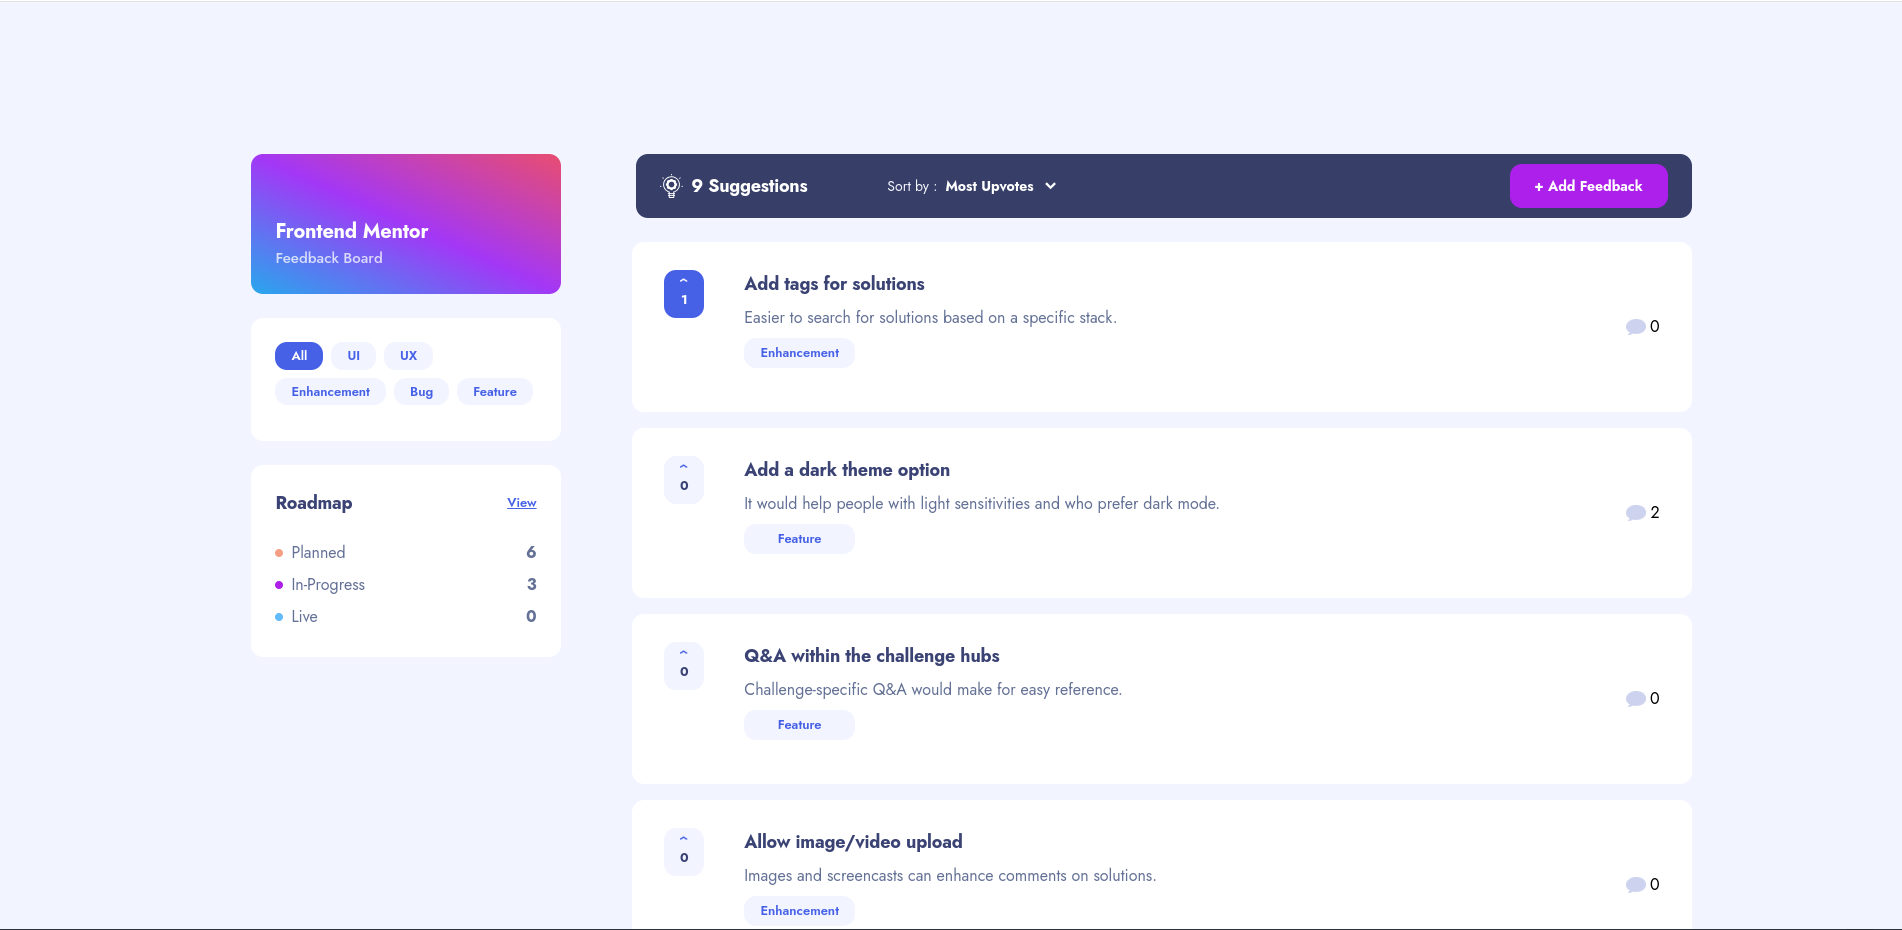 Frontend Mentor
Feedback Board
All UI UX
Enhancement Bug Feature
Roadmap View
Planned 6
In-Progress 3
Live 0
9 Suggestions Sort by : Most Upvotes + Add Feedback
1
Add tags for solutions
Easier to search for solutions based on a specific stack.
Enhancement
0
0
Add a dark theme option
It would help people with light sensitivities and who prefer dark mode.
Feature
2
0
Q&A within the challenge hubs
Challenge-specific Q&A would make for easy reference.
Feature
0
0
Allow image/video upload
Images and screencasts can enhance comments on solutions.
Enhancement
0